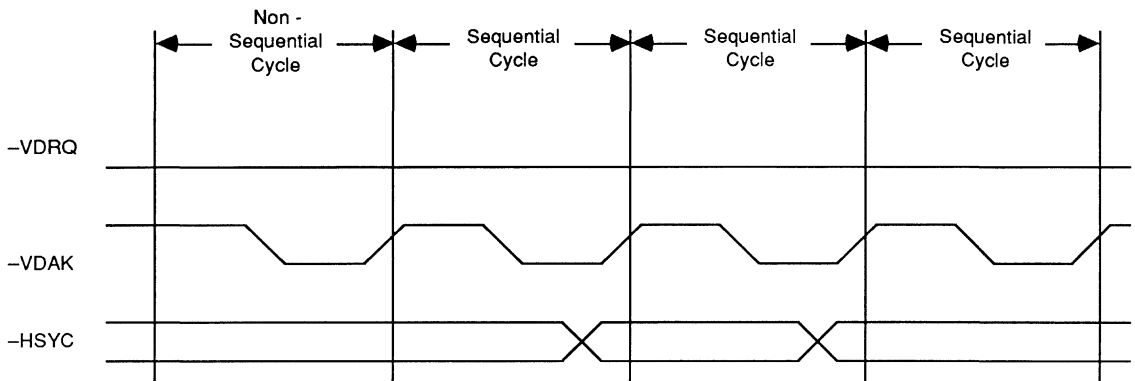 Non -
Sequential
Cycle
Sequential
Cycle
Sequential
Cycle
Sequential
Cycle
–VDRQ
–VDAK
–HSYC